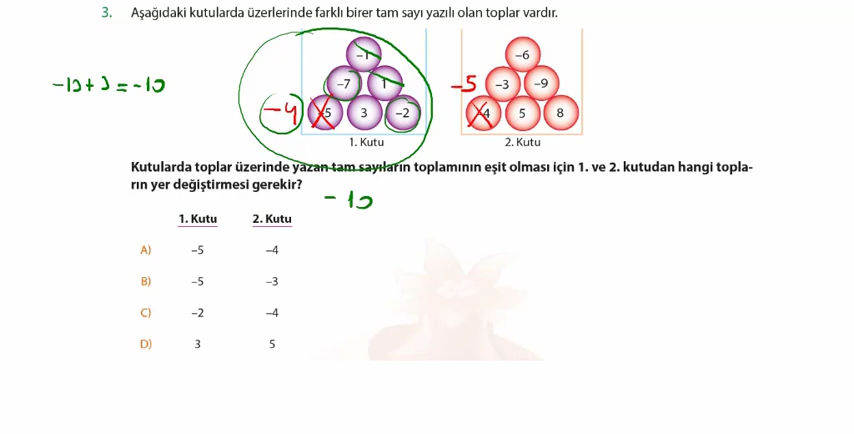 3. Aşağıdaki kutularda üzerlerinde farklı birer tam sayı yazılı olan toplar vardır.
-13+3=-10
-1
-7 1
-4 -5 3 -2
1. Kutu
-6
-5 -3 -9
-4 5 8
2. Kutu
Kutularda toplar üzerinde yazan tam sayıların toplamının eşit olması için 1. ve 2. kutudan hangi topla-
rın yer değiştirmesi gerekir?
-10
1. Kutu 2. Kutu
A) -5 -4
B) -5 -3
C) -2 -4
D) 3 5